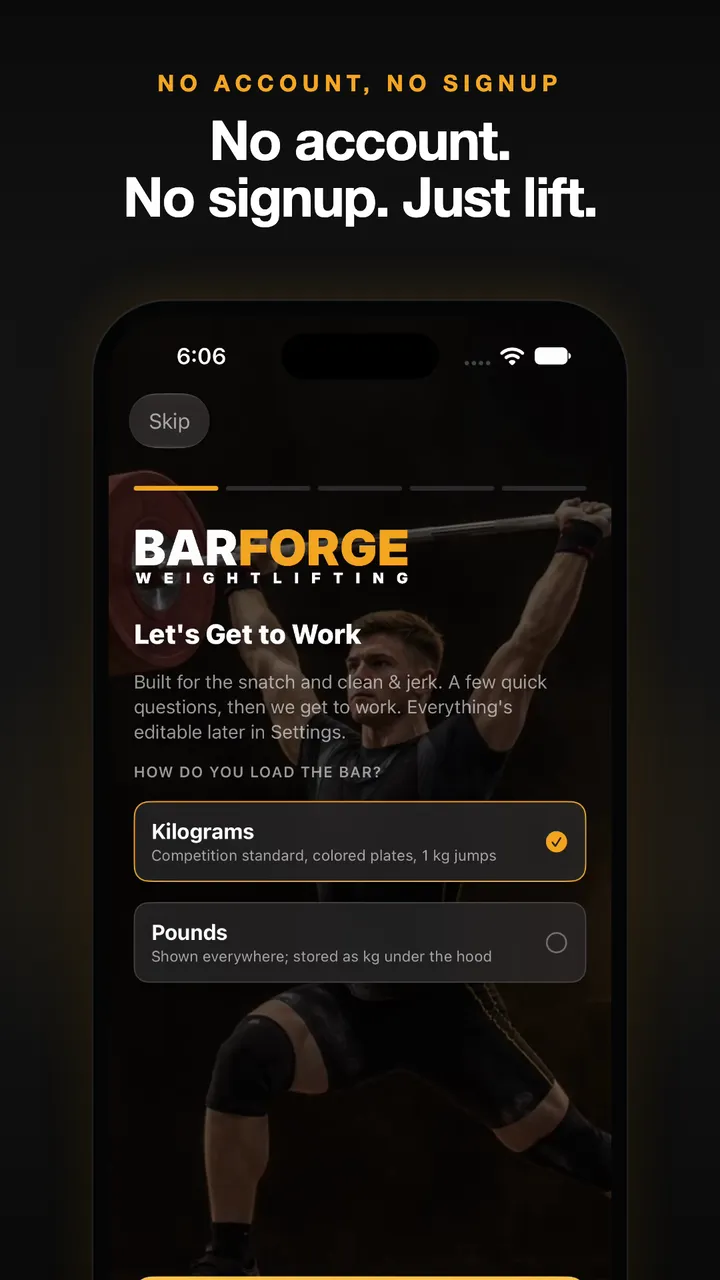 NO ACCOUNT, NO SIGNUP
No account.
No signup. Just lift.
6:06
Skip
BARFORGE
WEIGHTLIFTING
Let's Get to Work
Built for the snatch and clean & jerk. A few quick
questions, then we get to work. Everything's
editable later in Settings.
HOW DO YOU LOAD THE BAR?
Kilograms
Competition standard, colored plates, 1 kg jumps
Pounds
Shown everywhere; stored as kg under the hood